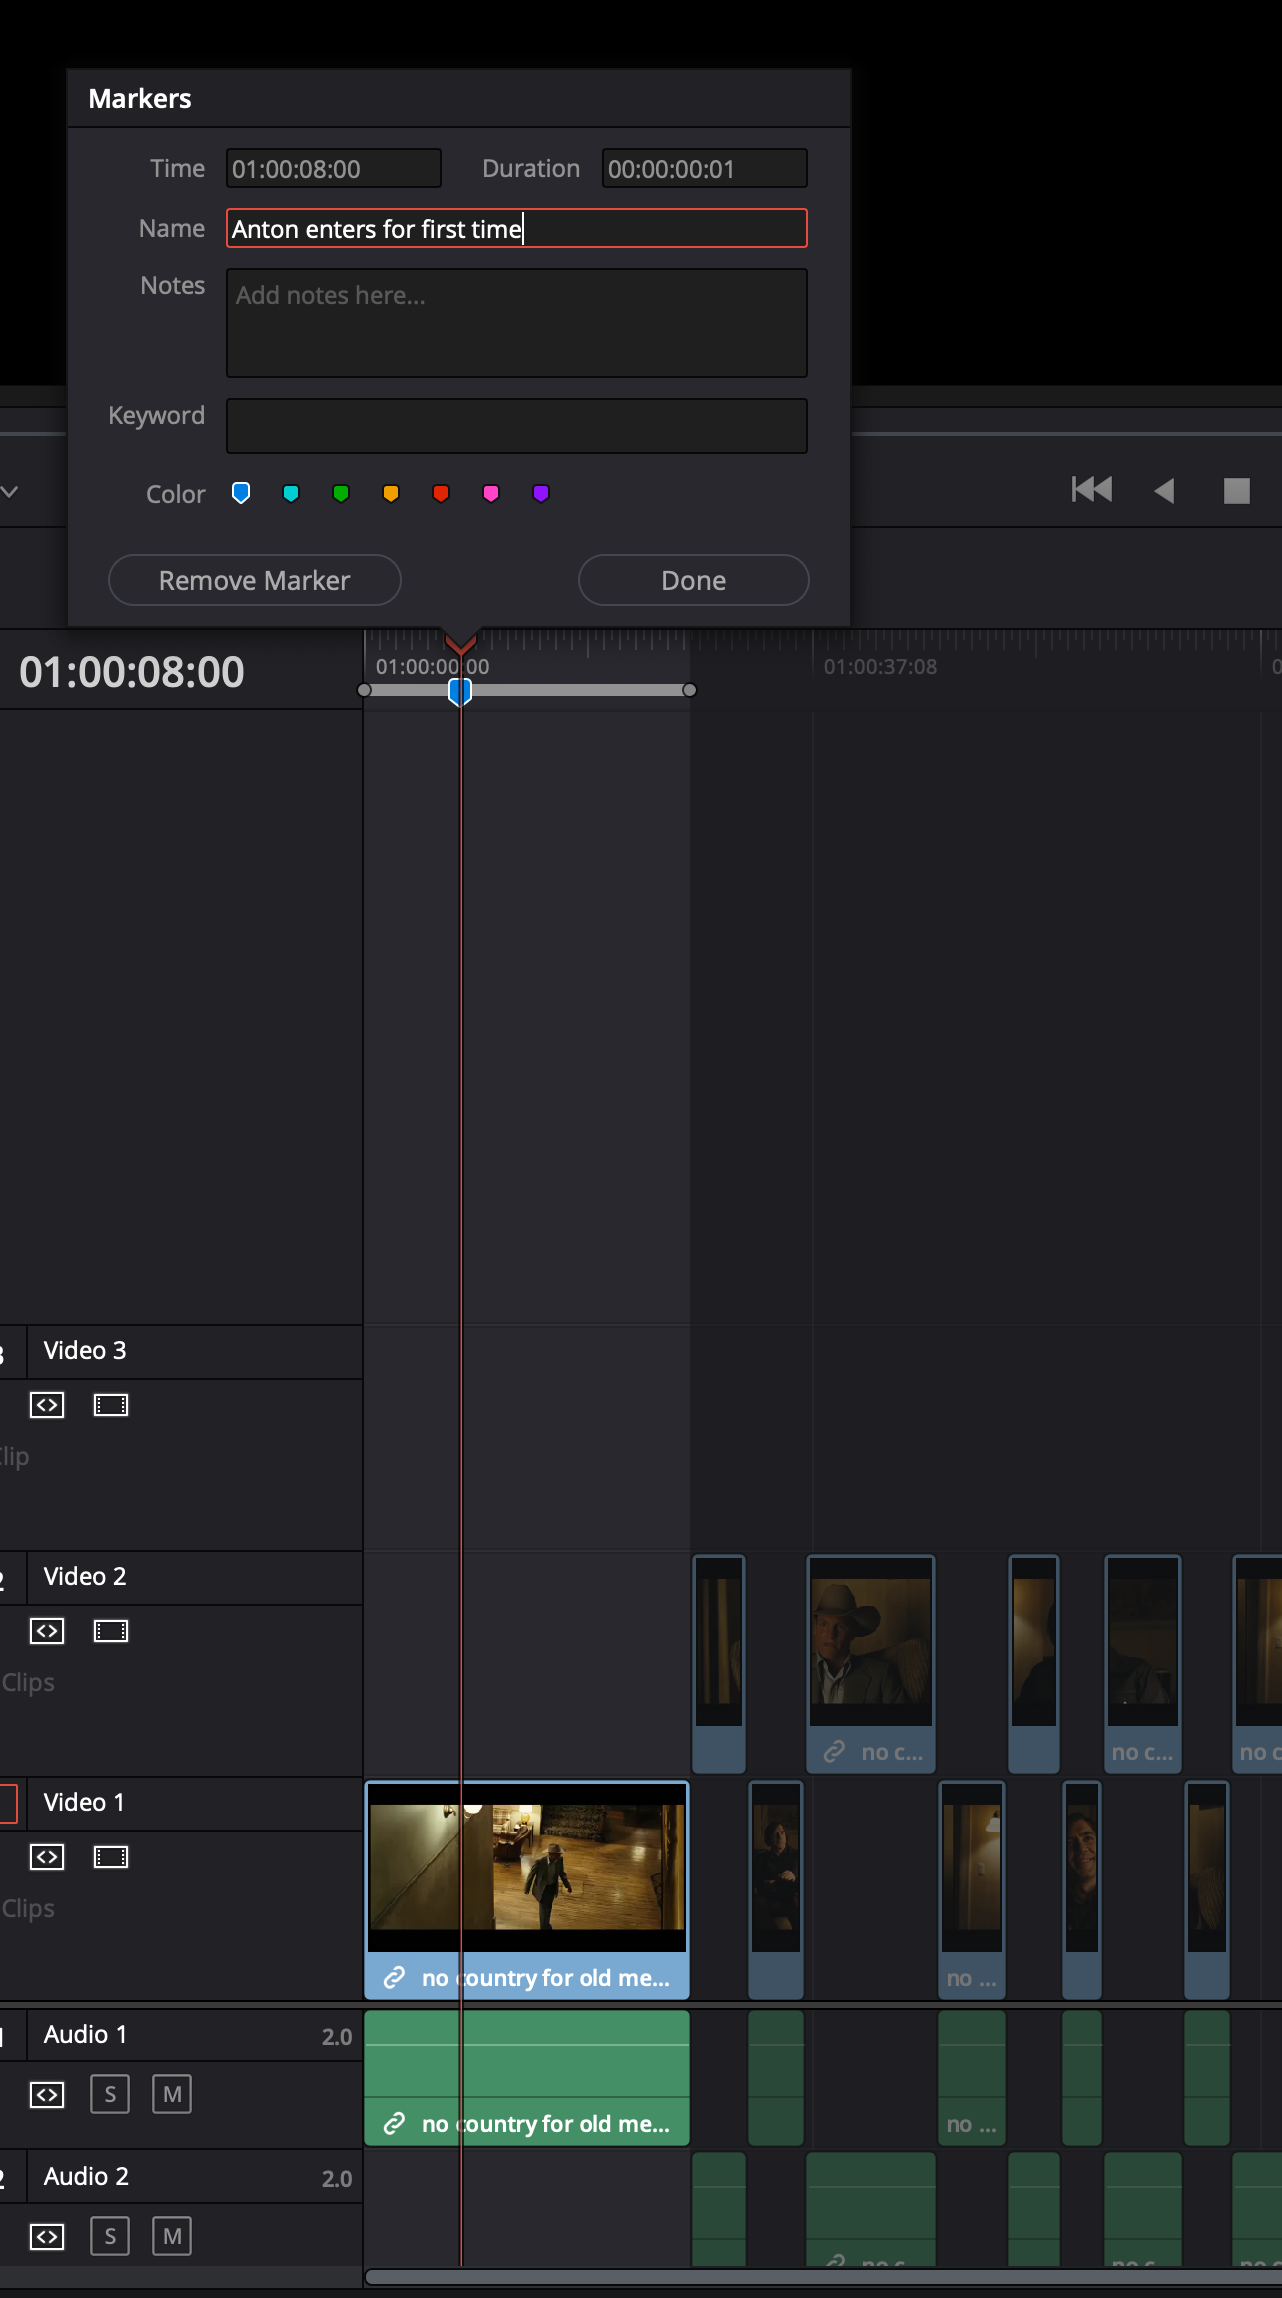 Markers
Time 01:00:08:00 Duration 00:00:00:01
Name Anton enters for first time
Notes Add notes here...
Keyword
Color
Remove Marker Done
01:00:08:00 01:00:00:00 01:00:37:08
Video 3
Clip
2 Video 2
Clips
no c... no c... no c
Video 1
Clips
no country for old me... no ...
1 Audio 1 2.0
S M
no country for old me... no ...
2 Audio 2 2.0
S M